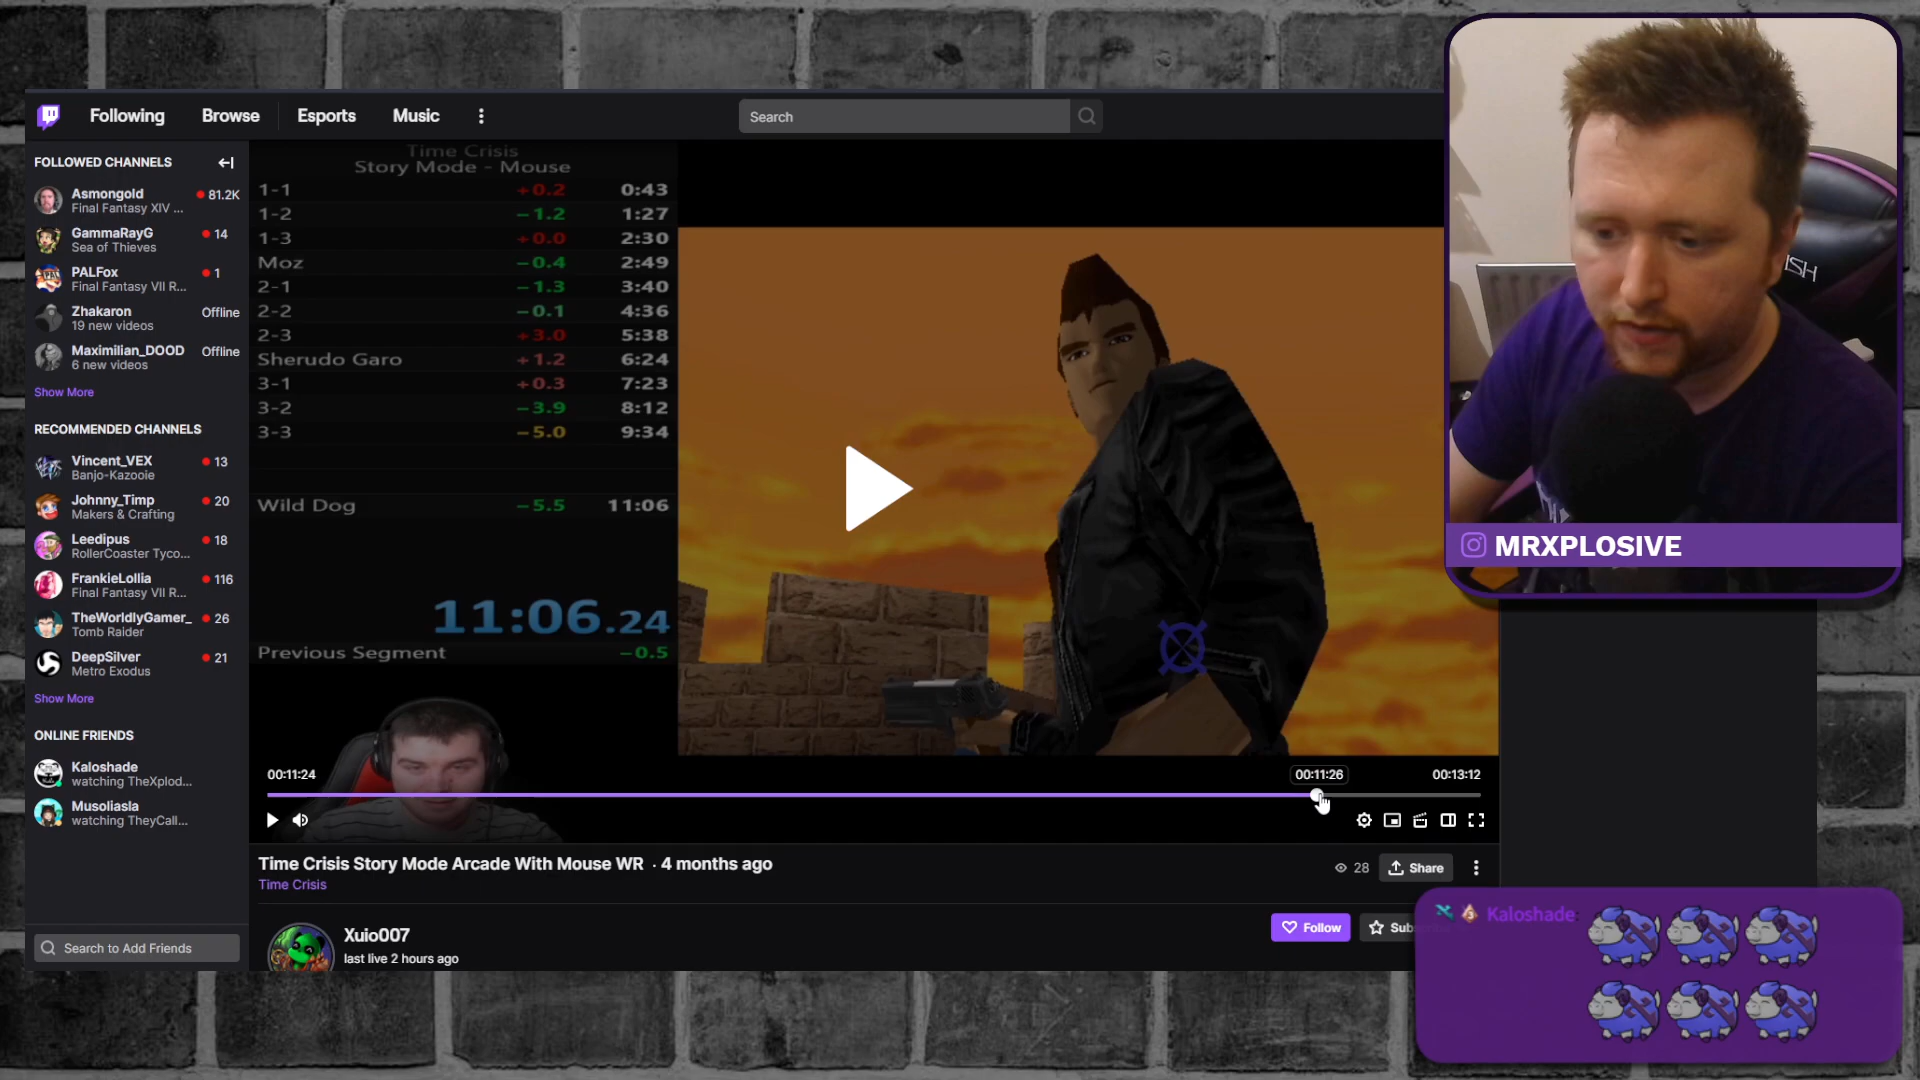 Following
Browse
Esports
Music
Search
FOLLOWED CHANNELS
Asmongold
81.2K
Final Fantasy XIV ...
GammaRayG
14
Sea of Thieves
PALFox
1
Final Fantasy VII R...
Zhakaron
Offline
19 new videos
Maximilian_DOOD
Offline
6 new videos
Show More
RECOMMENDED CHANNELS
Vincent_VEX
13
Banjo-Kazooie
Johnny_Timp
20
Makers & Crafting
Leedipus
18
RollerCoaster Tyco...
FrankieLollia
116
Final Fantasy VII R...
TheWorldlyGamer_
26
Tomb Raider
DeepSilver
21
Metro Exodus
Show More
ONLINE FRIENDS
Kaloshade
watching TheXplod...
Musoliasla
watching TheyCall...
Search to Add Friends
Time Crisis
Story Mode - Mouse
1-1 +0.2 0:43
1-2 -1.2 1:27
1-3 +0.0 2:30
Moz -0.4 2:49
2-1 -1.3 3:40
2-2 -0.1 4:36
2-3 +3.0 5:38
Sherudo Garo +1.2 6:24
3-1 +0.3 7:23
3-2 -3.9 8:12
3-3 -5.0 9:34
Wild Dog -5.5 11:06
11:06.24
Previous Segment -0.5
00:11:24
00:11:26
00:13:12
Time Crisis Story Mode Arcade With Mouse WR · 4 months ago
28
Share
Time Crisis
Xuio007
last live 2 hours ago
Follow
Sub
MRXPLOSIVE
Kaloshade: